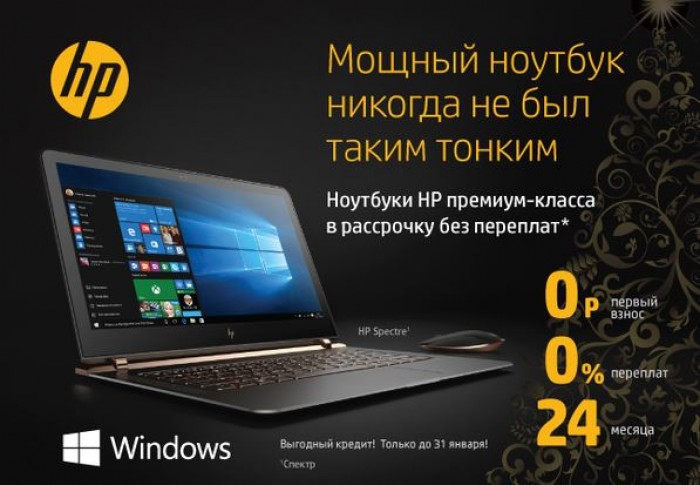 hp
Мощный ноутбук
никогда не был
таким тонким
Ноутбуки HP премиум-класса
в рассрочку без переплат*
0 р первый
взнос
HP Spectre¹
0% переплат
24 месяца
Windows
Выгодный кредит! Только до 31 января!
¹Спектр